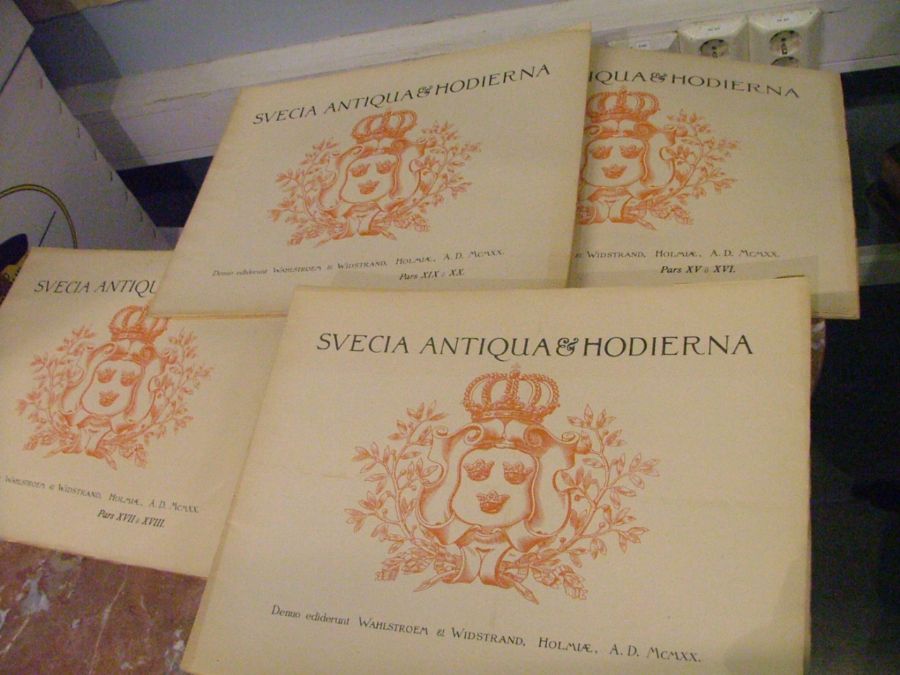 SVECIA ANTIQUA & HODIERNA
Denuo ediderunt WAHLSTROEM & WIDSTRAND, HOLMIÆ, A. D. MCMXX.
Pars XIX & XX.
IQUA & HODIERNA
& WIDSTRAND, HOLMIÆ, A. D. MCMXX.
Pars XV & XVI.
SVECIA ANTIQU
WAHLSTROEM & WIDSTRAND, HOLMIÆ, A. D. MCMXX.
Pars XVII & XVIII.
SVECIA ANTIQUA & HODIERNA
Denuo ediderunt WAHLSTROEM & WIDSTRAND, HOLMIÆ, A. D. MCMXX.